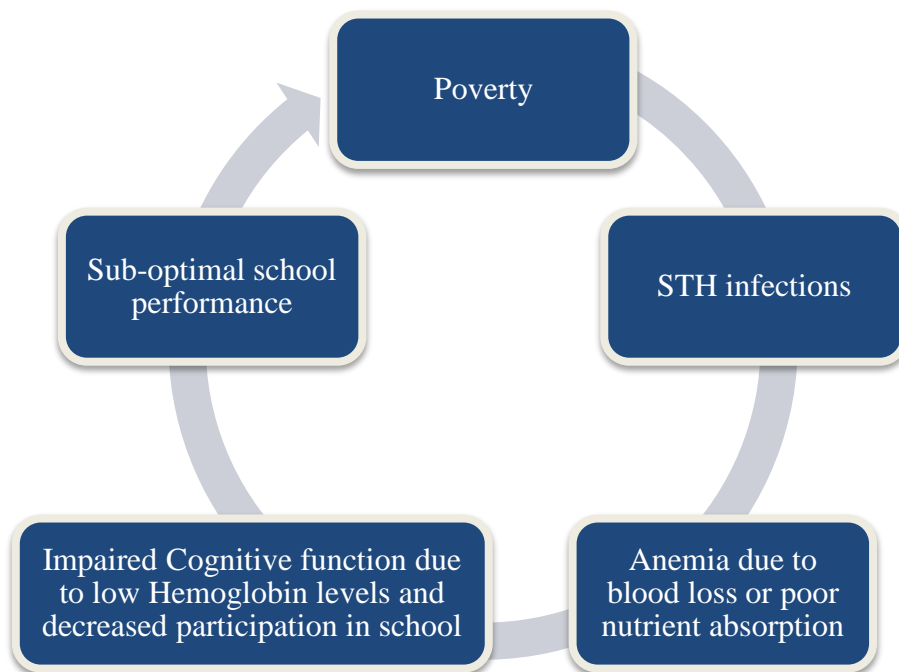 Poverty
STH infections
Anemia due to
blood loss or poor
nutrient absorption
Impaired Cognitive function due
to low Hemoglobin levels and
decreased participation in school
Sub-optimal school
performance